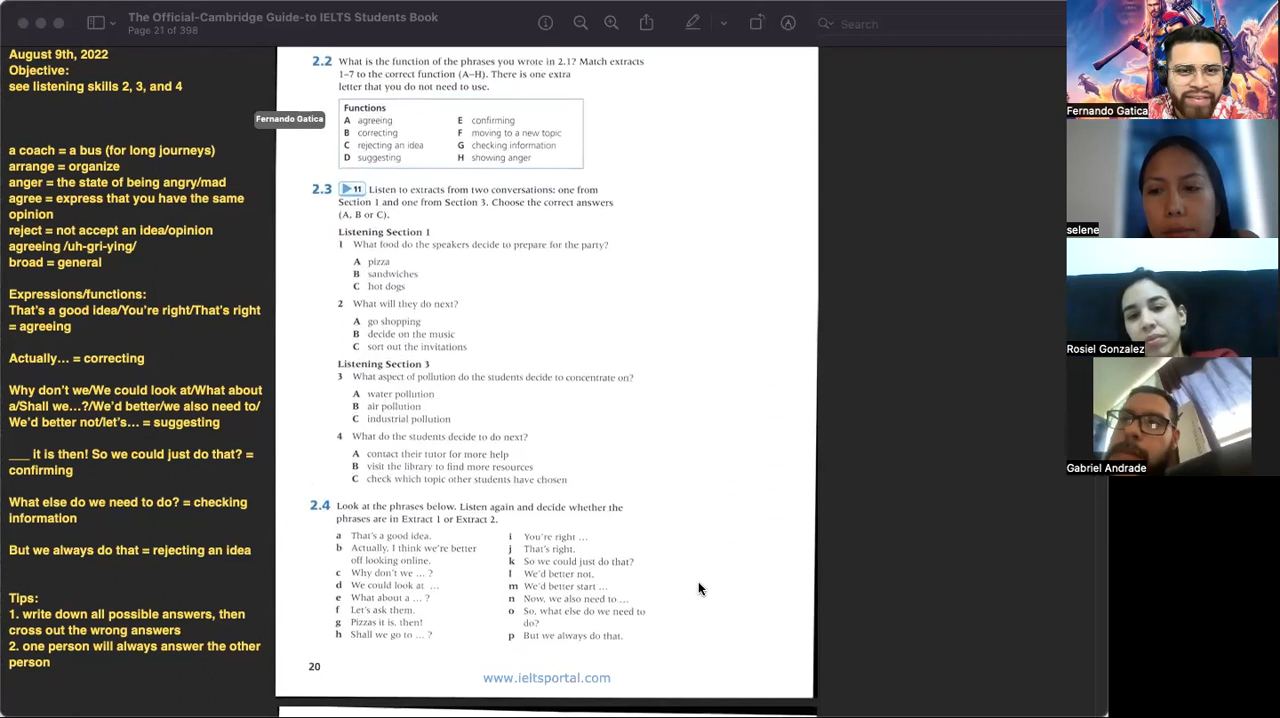 The Official-Cambridge Guide-to IELTS Students Book
Page 21 of 398
Search
August 9th, 2022
Objective:
see listening skills 2, 3, and 4
a coach = a bus (for long journeys)
arrange = organize
anger = the state of being angry/mad
agree = express that you have the same
opinion
reject = not accept an idea/opinion
agreeing /uh-gri-ying/
broad = general
Expressions/functions:
That's a good idea/You're right/That's right
= agreeing
Actually... = correcting
Why don't we/We could look at/What about
a/Shall we...?/We'd better/we also need to/
We'd better not/let's... = suggesting
___ it is then! So we could just do that? =
confirming
What else do we need to do? = checking
information
But we always do that = rejecting an idea
Tips:
1. write down all possible answers, then
cross out the wrong answers
2. one person will always answer the other
person
Fernando Gatica
2.2 What is the function of the phrases you wrote in 2.1? Match extracts
1–7 to the correct function (A–H). There is one extra
letter that you do not need to use.
Functions
A agreeing
B correcting
C rejecting an idea
D suggesting
E confirming
F moving to a new topic
G checking information
H showing anger
2.3 11 Listen to extracts from two conversations: one from
Section 1 and one from Section 3. Choose the correct answers
(A, B or C).
Listening Section 1
1 What food do the speakers decide to prepare for the party?
A pizza
B sandwiches
C hot dogs
2 What will they do next?
A go shopping
B decide on the music
C sort out the invitations
Listening Section 3
3 What aspect of pollution do the students decide to concentrate on?
A water pollution
B air pollution
C industrial pollution
4 What do the students decide to do next?
A contact their tutor for more help
B visit the library to find more resources
C check which topic other students have chosen
2.4 Look at the phrases below. Listen again and decide whether the
phrases are in Extract 1 or Extract 2.
a That's a good idea.
b Actually, I think we're better
off looking online.
c Why don't we ... ?
d We could look at ...
e What about a ... ?
f Let's ask them.
g Pizzas it is, then!
h Shall we go to ... ?
i You're right ...
j That's right.
k So we could just do that?
l We'd better not.
m We'd better start ...
n Now, we also need to ...
o So, what else do we need to
do?
p But we always do that.
20
www.ieltsportal.com
Fernando Gatica
selene
Rosiel Gonzalez
Gabriel Andrade